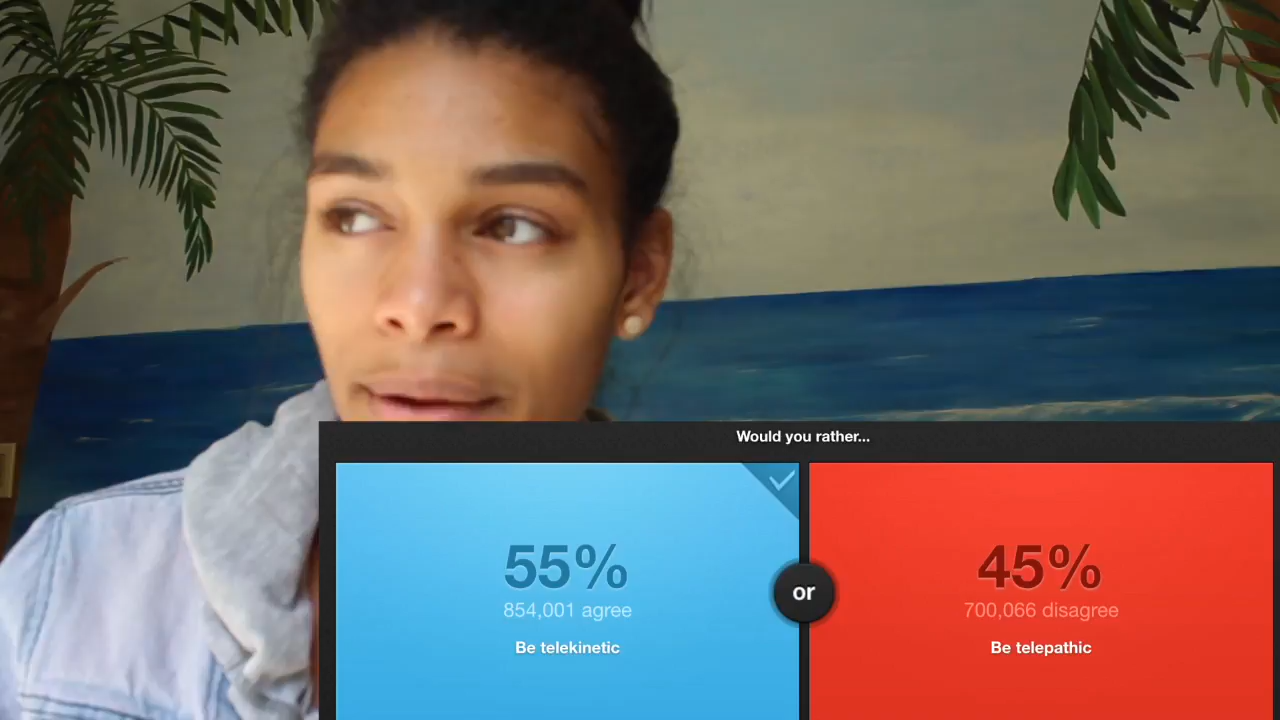 Would you rather...
55%
854,001 agree
Be telekinetic
or
45%
700,066 disagree
Be telepathic